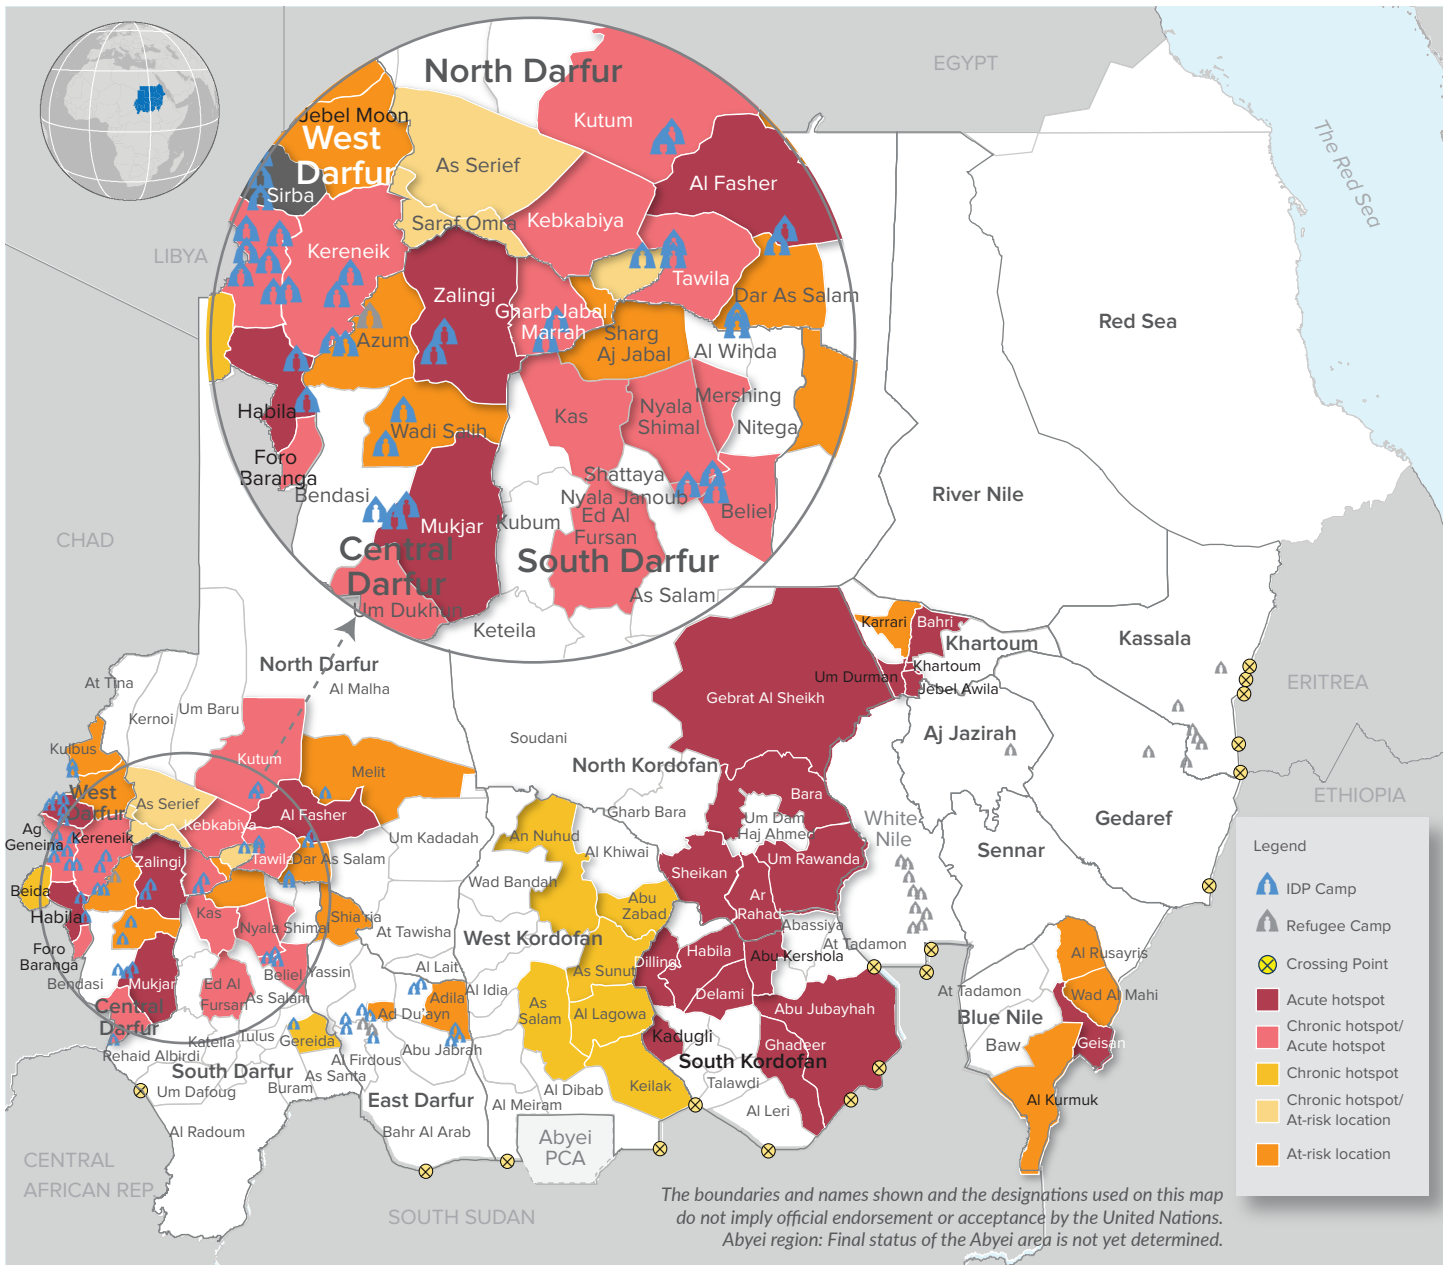 EGYPT
The Red Sea
LIBYA
CHAD
CENTRAL
AFRICAN REP.
SOUTH SUDAN
ERITREA
ETHIOPIA
North Darfur
Jebel Moon
West
Darfur
Kutum
As Serief
Al Fasher
Sirba
Saraf Omra
Kebkabiya
Kereneik
Tawila
Zalingi
Gharb Jabal
Marrah
Dar As Salam
Azum
Sharg
Aj Jabal
Al Wihda
Habila
Wadi Salih
Kas
Nyala
Shimal
Mershing
Nitega
Foro
Baranga
Bendasi
Shattaya
Nyala Janoub
Ed Al
Fursan
Beliel
Mukjar
Kubum
Central
Darfur
South Darfur
Um Dukhun
As Salam
Keteila
Red Sea
River Nile
Kassala
Karrari
Bahri
Khartoum
Khartoum
Um Durman
Jebel Awila
Gebrat Al Sheikh
Aj Jazirah
Gedaref
Sennar
White
Nile
North Darfur
Al Malha
At Tina
Um Baru
Kernoi
Kulbus
Kutum
Melit
Soudani
North Kordofan
Gharb Bara
Bara
Um Dam
Haj Ahmed
Um Rawanda
Sheikan
Ar
Rahad
West
Darfur
As Serief
Kebkabiya
Al Fasher
Um Kadadah
An Nuhud
Al Khiwai
Ag
Geneina
Kereneik
Zalingi
Tawila
Dar As Salam
Wad Bandah
Abu
Zabad
Beida
Habila
Kas
Nyala Shimal
Shia'ria
At Tawisha
West Kordofan
Foro
Baranga
Bendasi
Mukjar
Ed Al
Fursan
Beliel
Yassin
As Salam
Al Lait
Adila
Al Idia
Ad Du'ayn
As Sunut
Dilling
Habila
Abu Kershola
Abassiya
At Tadamon
Delami
Abu Jubayhah
Al Lagowa
As
Salam
Kadugli
Ghadeer
South Kordofan
Talawdi
Al Leri
Keilak
Al Dibab
Al Meiram
Abyei
PCA
Central
Darfur
Katella
Tulus
Gereida
Rehaid Albirdi
South Darfur
Um Dafoug
Buram
Al Firdous
As Santa
Abu Jabrah
East Darfur
Bahr Al Arab
Al Radoum
At Tadamon
Blue Nile
Baw
Al Rusayris
Wad Al Mahi
Geisan
Al Kurmuk
Legend
IDP Camp
Refugee Camp
Crossing Point
Acute hotspot
Chronic hotspot/
Acute hotspot
Chronic hotspot
Chronic hotspot/
At-risk location
At-risk location
The boundaries and names shown and the designations used on this map
do not imply official endorsement or acceptance by the United Nations.
Abyei region: Final status of the Abyei area is not yet determined.